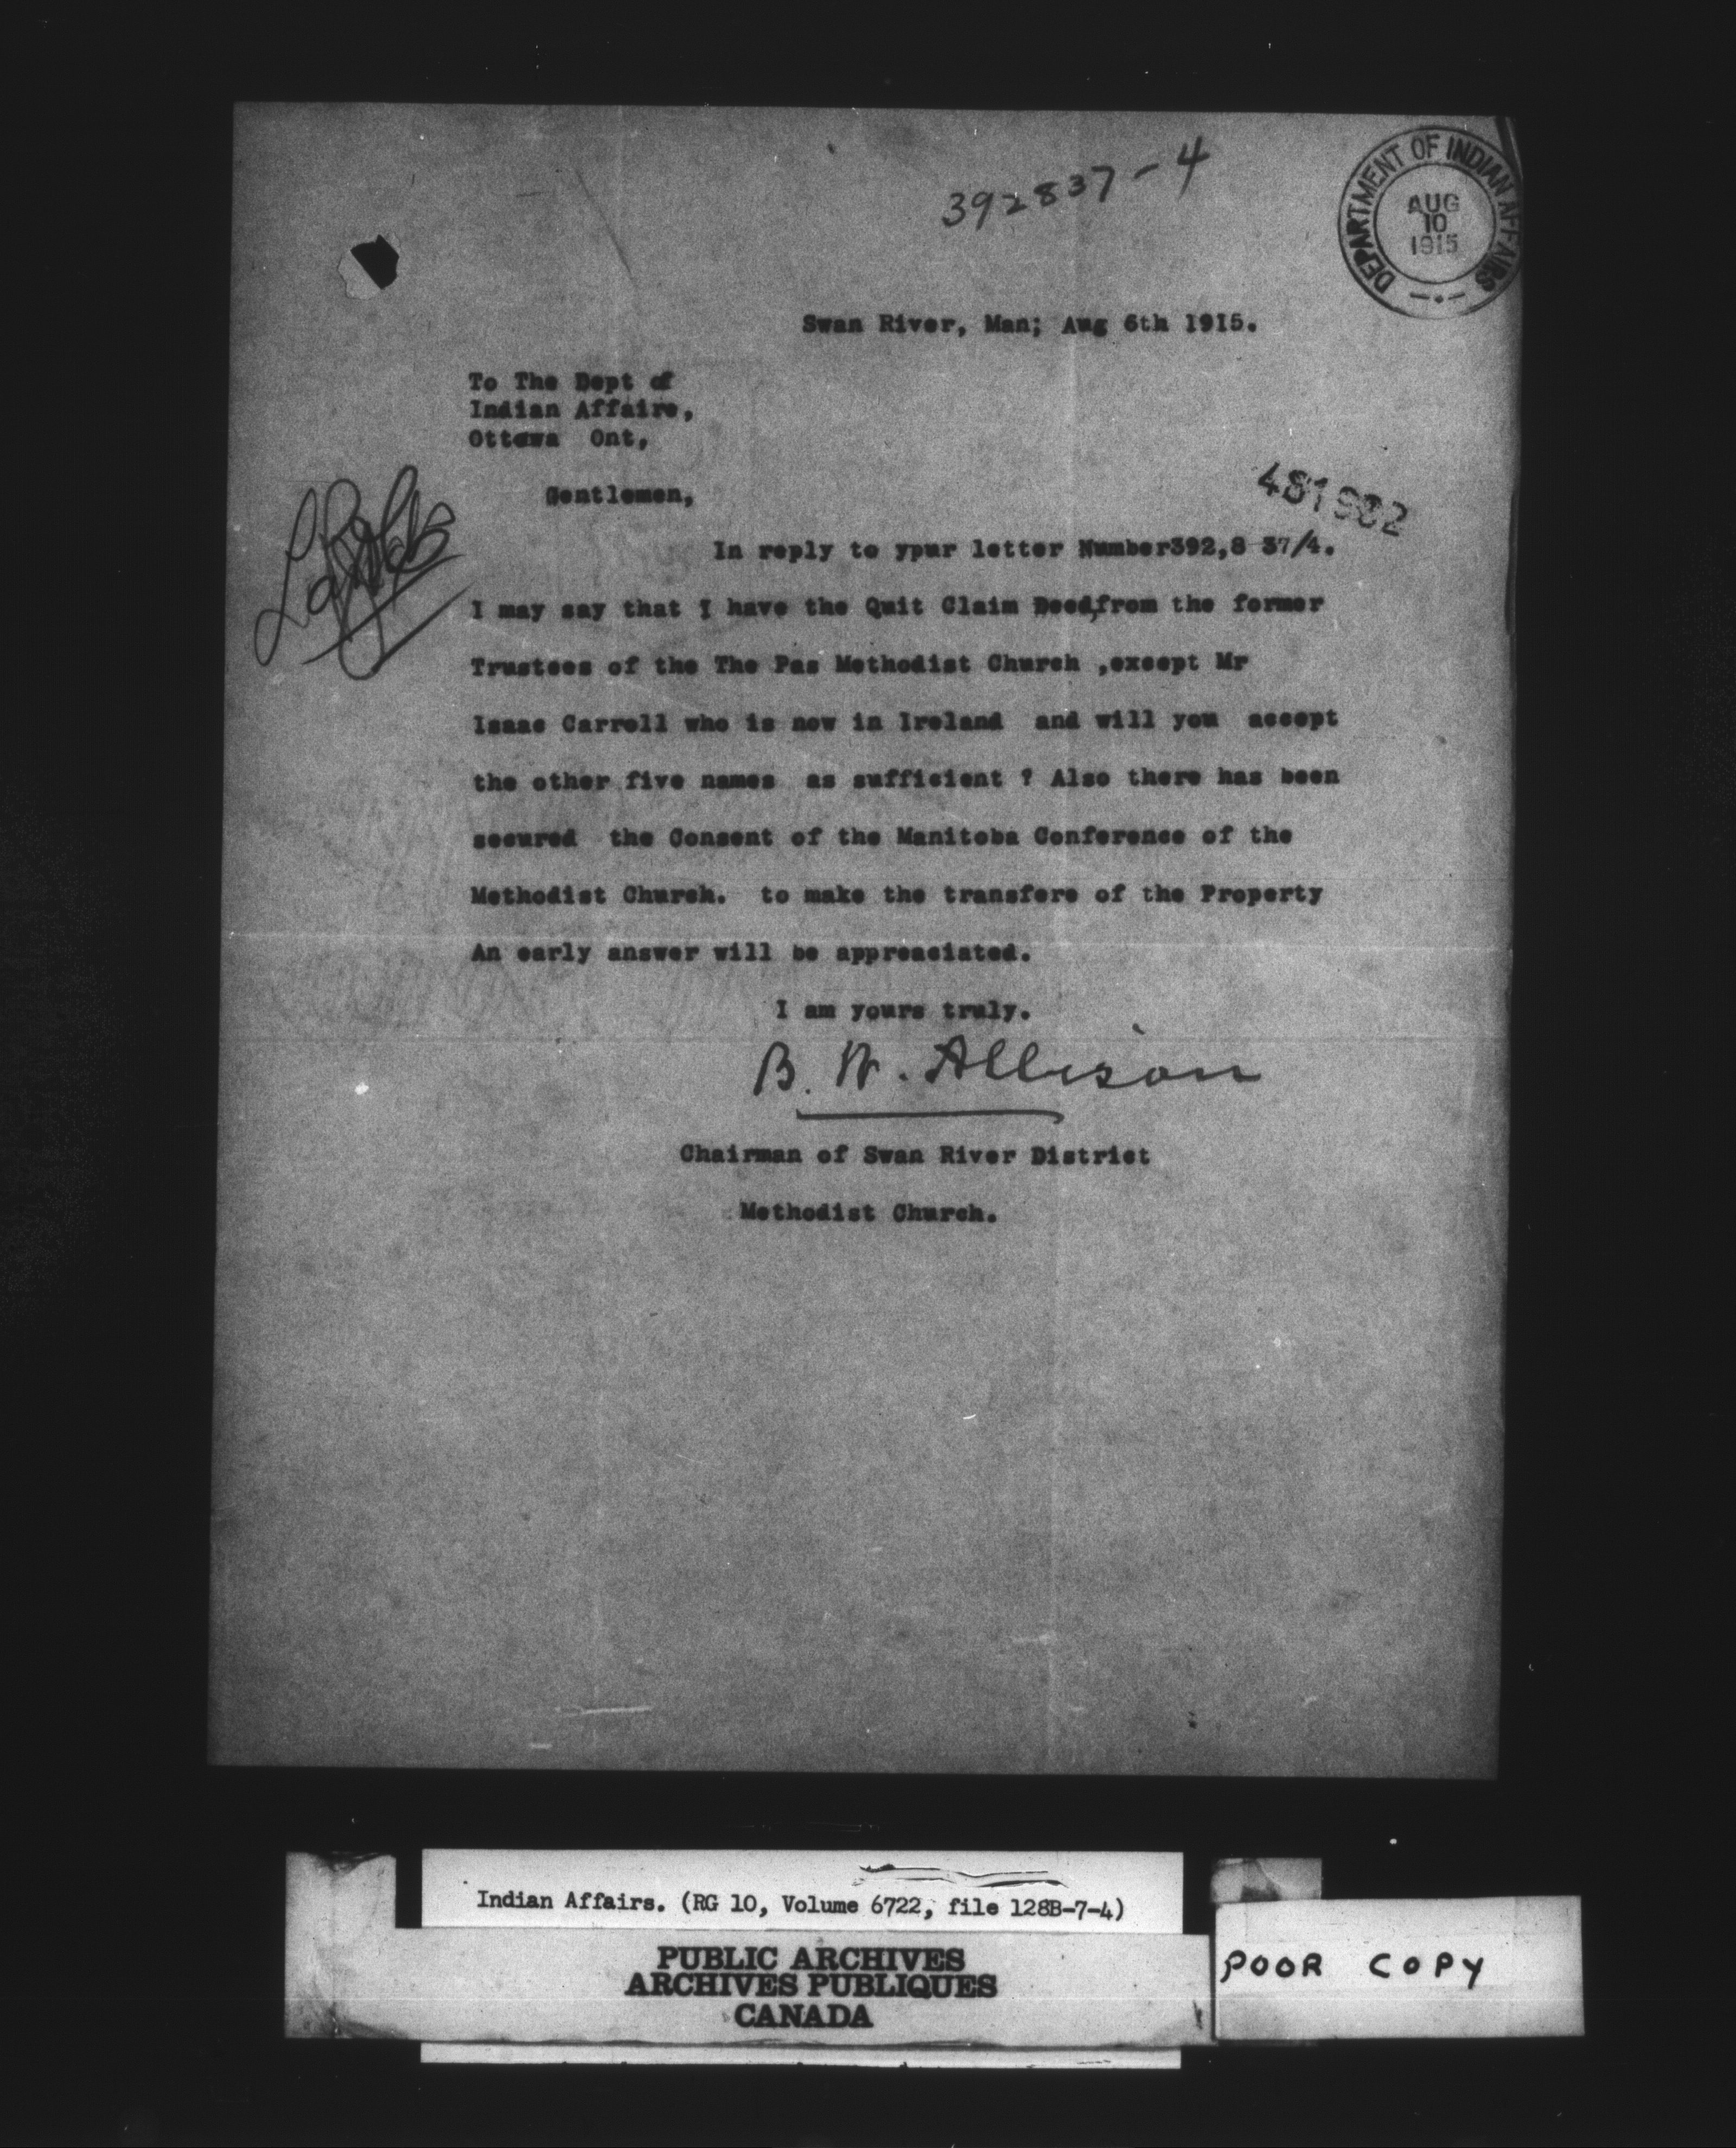 392837-4
DEPARTMENT OF INDIAN AFFAIRS
AUG
10
1915
Swan River, Man; Aug 6th 1915.
To The Dept of
Indian Affairs,
Ottawa Ont,
Gentlemen,
481982
In reply to ypur letter Number392,8 37/4.
I may say that I have the Quit Claim Deed,from the former
Trustees of the The Pas Methodist Church ,except Mr
Isaac Carrell who is now in Ireland and will you accept
the other five names as sufficient ? Also there has been
secured the Consent of the Manitoba Conference of the
Methodist Church. to make the transfere of the Property
An early answer will be appreaciated.
I am yours truly.
B. W. Allison
Chairman of Swan River District
Methodist Church.
Indian Affairs. (RG 10, Volume 6722, file 128B-7-4)
PUBLIC ARCHIVES
ARCHIVES PUBLIQUES
CANADA
POOR COPY